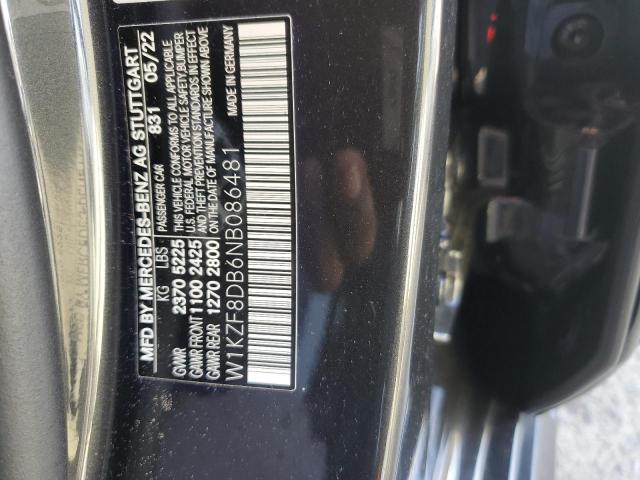 MFD BY MERCEDES-BENZ AG STUTTGART
PASSENGER CAR 831 05/22
KG LBS
GVWR 2370 5225
GAWR FRONT 1100 2425
GAWR REAR 1270 2800
THIS VEHICLE CONFORMS TO ALL APPLICABLE
U.S. FEDERAL MOTOR VEHICLE SAFETY, BUMPER
AND THEFT PREVENTION STANDARDS IN EFFECT
ON THE DATE OF MANUFACTURE SHOWN ABOVE
W1KZF8DB6NB086481
MADE IN GERMANY